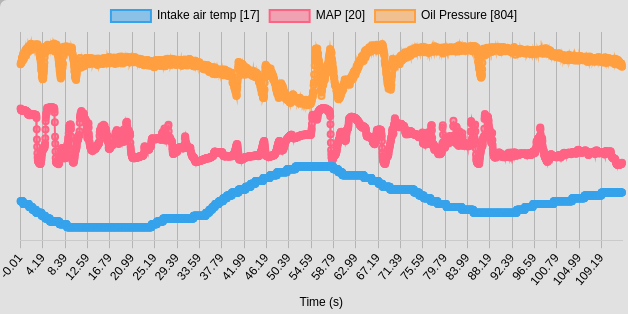 Intake air temp [17] MAP [20] Oil Pressure [804]
-0.01 4.19 8.39 12.59 16.79 20.99 25.19 29.39 33.59 37.79 41.99 46.19 50.39 54.59 58.79 62.99 67.19 71.39 75.59 79.79 83.99 88.19 92.39 96.59 100.79 104.99 109.19
Time (s)